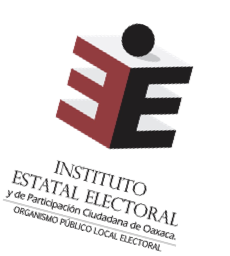 INSTITUTO
ESTATAL ELECTORAL
y de Participación Ciudadana de Oaxaca.
ORGANISMO PÚBLICO LOCAL ELECTORAL